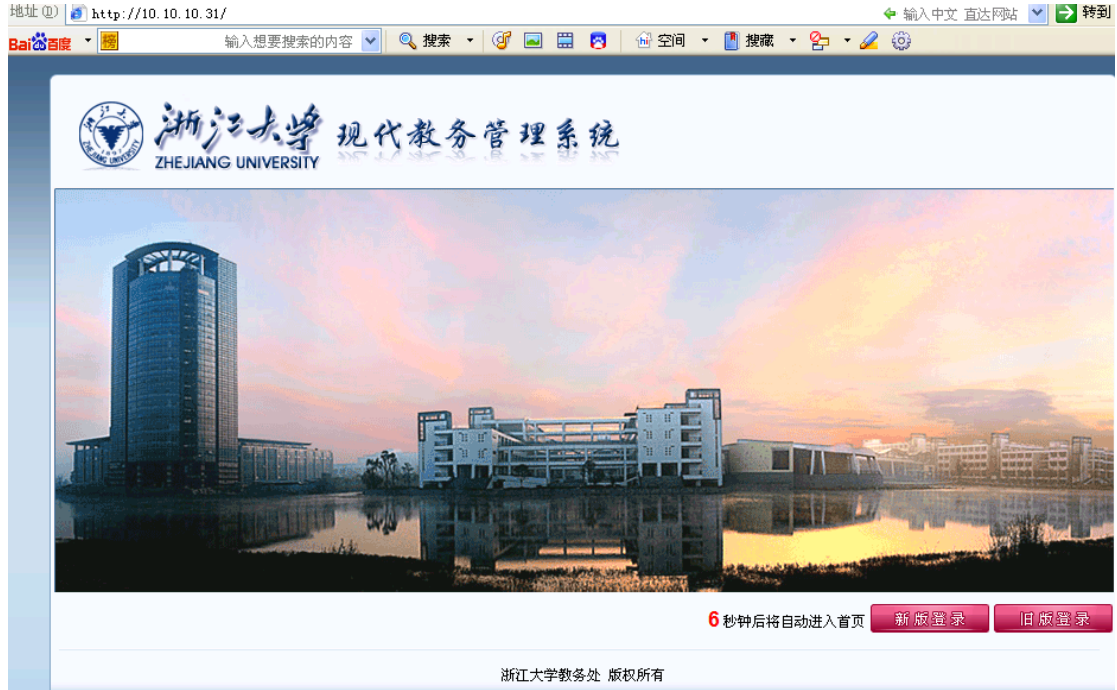 地址(D) http://10.10.10.31/ 输入中文 直达网站 转到
Bai百度 榜 输入想要搜索的内容 搜索 hi 空间 搜藏
浙江大学 现代教务管理系统
ZHEJIANG UNIVERSITY
6 秒钟后将自动进入首页 新版登录 旧版登录
浙江大学教务处 版权所有